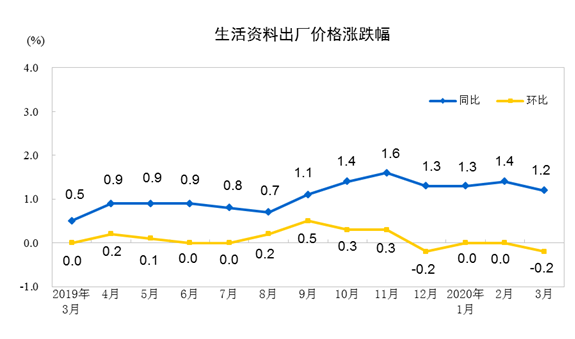 生活资料出厂价格涨跌幅
(%)
4.0
3.0
2.0
1.0
0.0
-1.0
同比
环比
0.5
0.9
0.9
0.9
0.8
0.7
1.1
1.4
1.6
1.3
1.3
1.4
1.2
0.0
0.2
0.1
0.0
0.0
0.2
0.5
0.3
0.3
-0.2
0.0
0.0
-0.2
2019年
3月
4月
5月
6月
7月
8月
9月
10月
11月
12月
2020年
1月
2月
3月